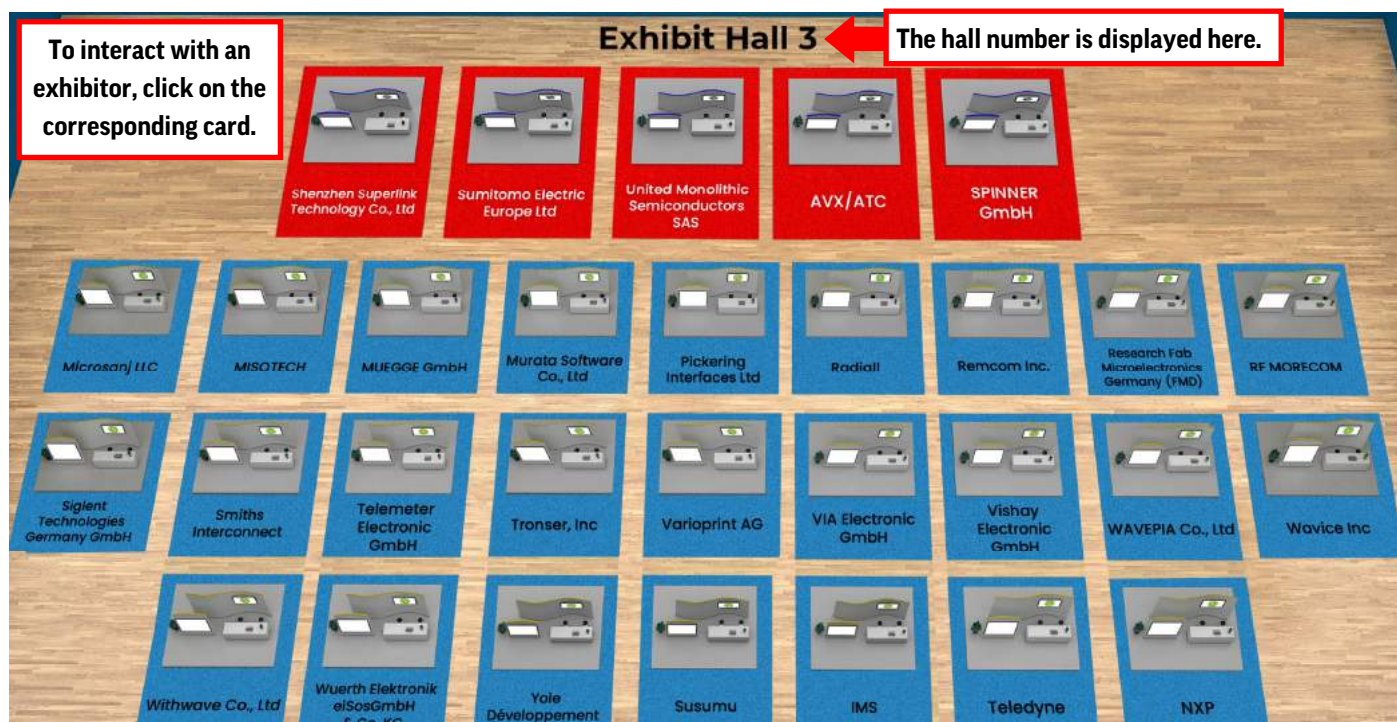 To interact with an
exhibitor, click on the
corresponding card.
Exhibit Hall 3
The hall number is displayed here.
Shenzhen Superlink
Technology Co., Ltd
Sumitomo Electric
Europe Ltd
United Monolithic
Semiconductors
SAS
AVX/ATC
SPINNER
GmbH
Microsanj LLC
MISOTECH
MUEGGE GmbH
Murata Software
Co., Ltd
Pickering
Interfaces Ltd
Radiall
Remcom Inc.
Research Fab
Microelectronics
Germany (FMD)
RF MORECOM
Siglent
Technologies
Germany GmbH
Smiths
Interconnect
Telemeter
Electronic
GmbH
Tronser, Inc
Varioprint AG
VIA Electronic
GmbH
Vishay
Electronic
GmbH
WAVEPIA Co., Ltd
Wavice Inc
Withwave Co., Ltd
Wuerth Elektronik
eiSosGmbH
& Co. KG
Yole
Développement
Susumu
IMS
Teledyne
NXP